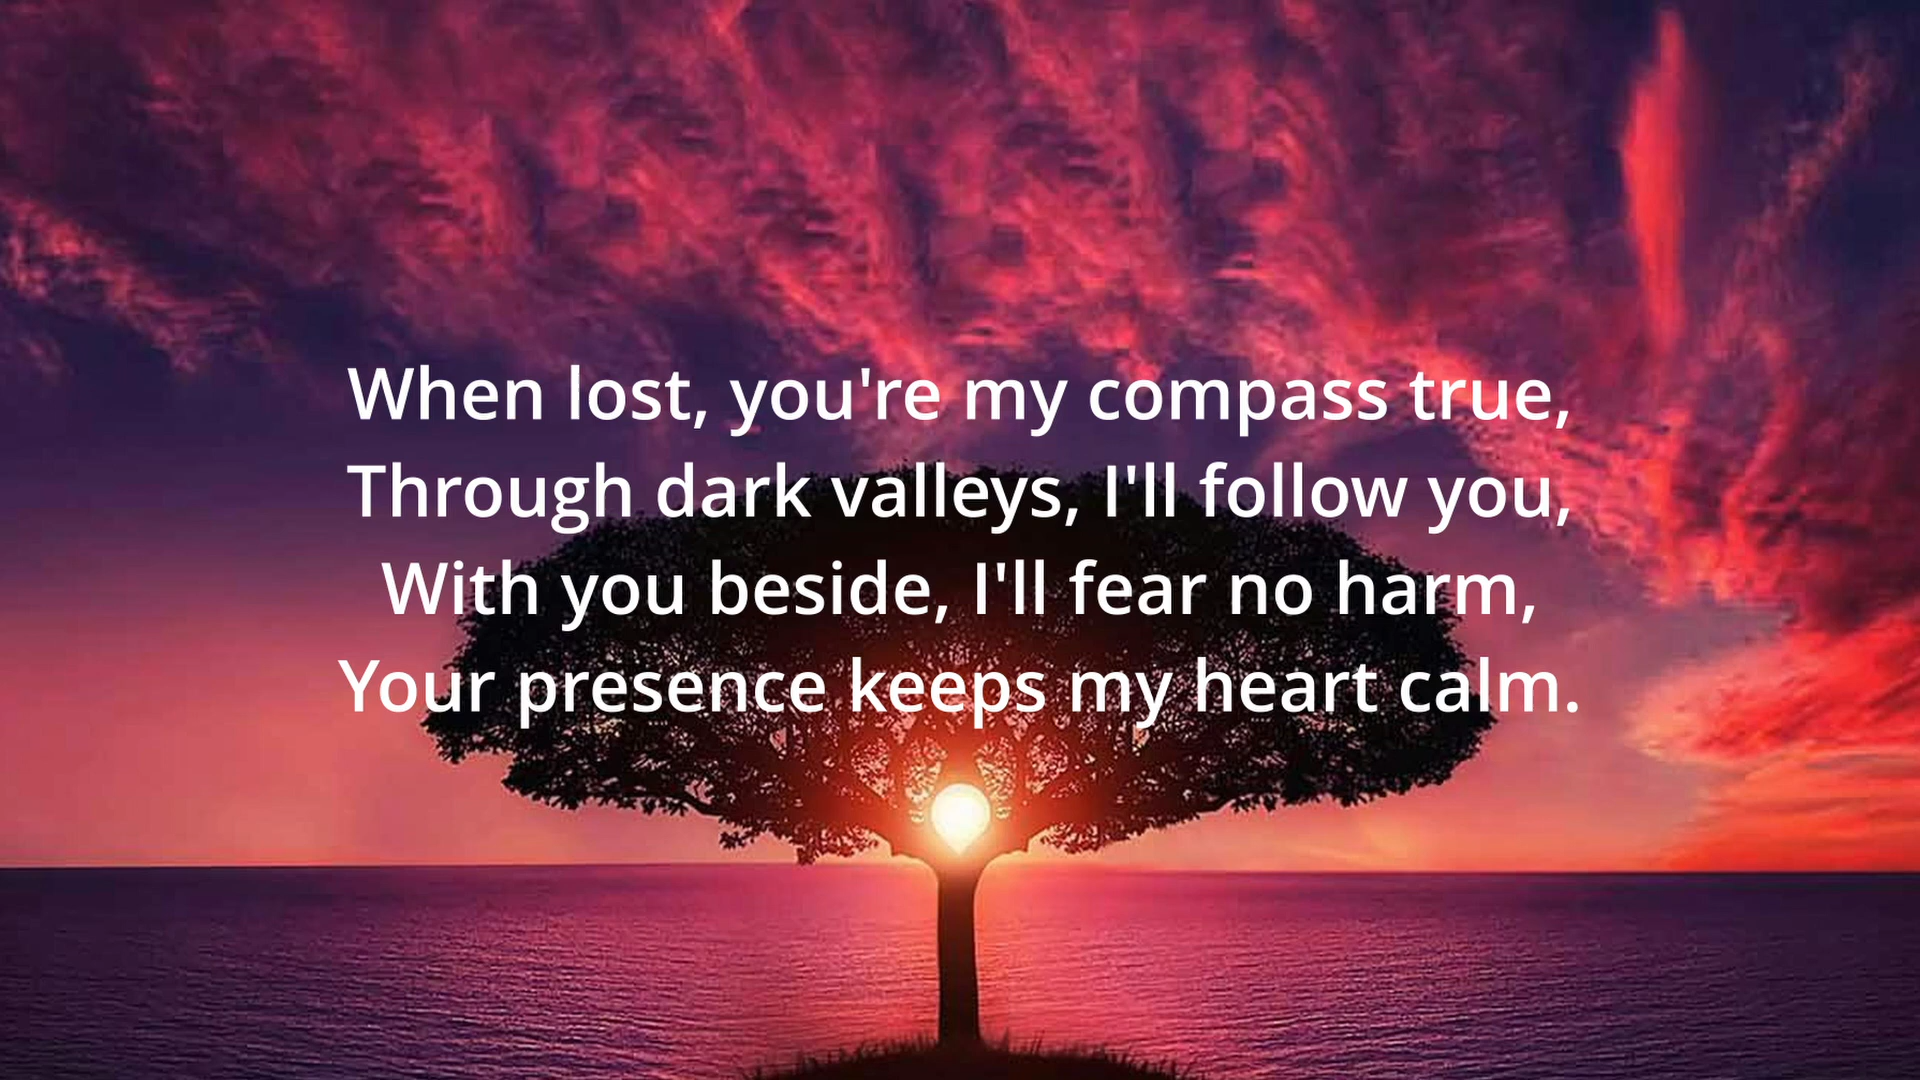 When lost, you're my compass true,
Through dark valleys, I'll follow you,
With you beside, I'll fear no harm,
Your presence keeps my heart calm.